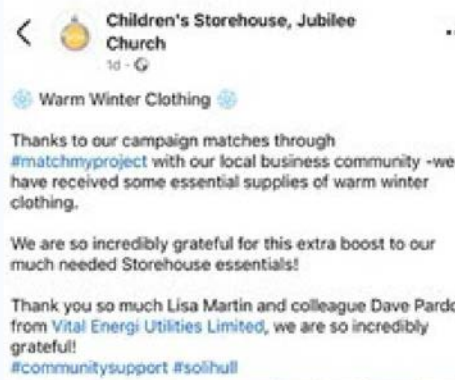 Children's Storehouse, Jubilee
Church
1d
Warm Winter Clothing
Thanks to our campaign matches through
#matchmyproject with our local business community -we
have received some essential supplies of warm winter
clothing.
We are so incredibly grateful for this extra boost to our
much needed Storehouse essentials!
Thank you so much Lisa Martin and colleague Dave Pardo
from Vital Energi Utilities Limited, we are so incredibly
grateful!
#communitysupport #solihull